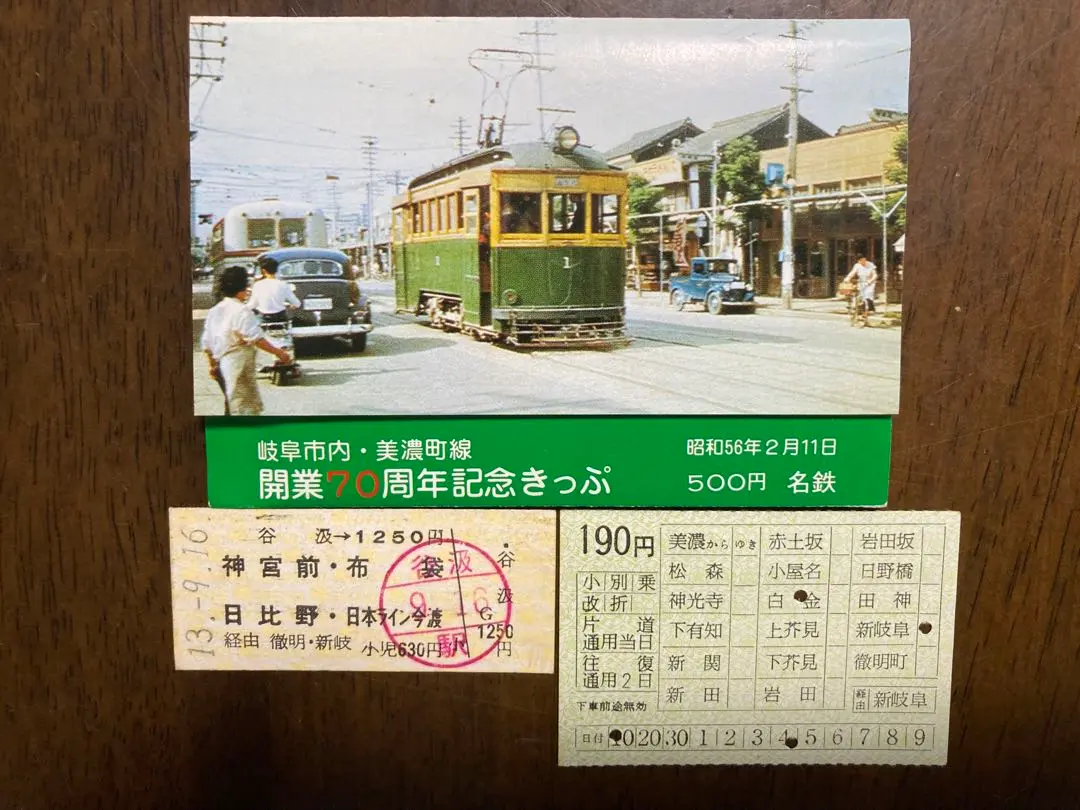 1
岐阜市内・美濃町線
開業70周年記念きっぷ
昭和56年2月11日
500円 名鉄
13.-9.16
谷 汲→1250円
神宮前・布 袋
日比野・日本ライン今渡
経由 徹明・新岐 小児630円
谷汲
9. 6
駅
谷
汲
G
1250
円
190円
小 別 乗
改 折
片 道
通用当日
往 復
通用2日
下車前途無効
美濃から ゆき 赤土坂 岩田坂
松 森 小屋名 日野橋
神光寺 白 金 田 神
下有知 上芥見 新岐阜
新 関 下芥見 徹明町
新 田 岩 田 経由 新岐阜
日付 10 20 30 1 2 3 4 5 6 7 8 9